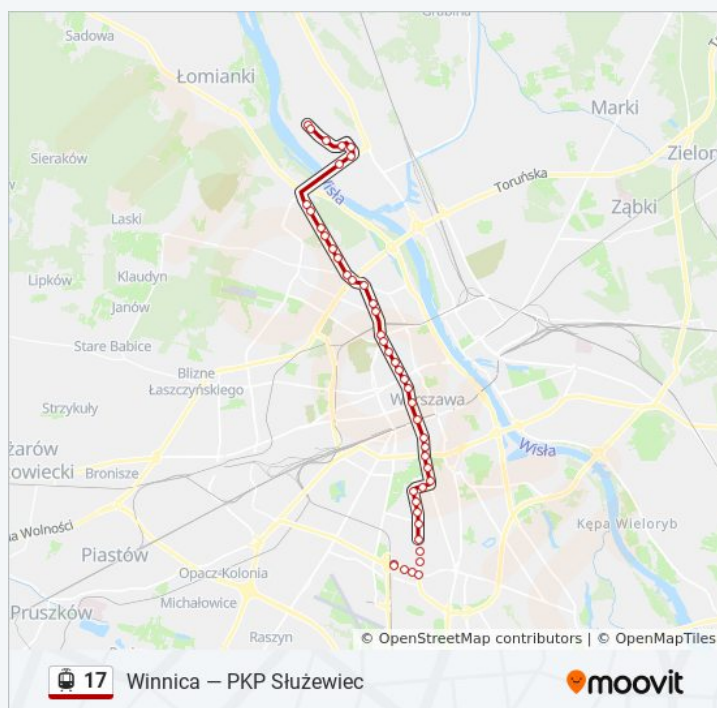 Sadowa
Grabina
Łomianki
Marki
Sieraków
Zielon
Wisła
Toruńska
Ząbki
Laski
Lipków
Klaudyn
Janów
Stare Babice
Blizne
Łaszczyńskiego
Warszawa
Strzykuły
żarów
owiecki
Bronisze
Wisła
na Wolności
Kępa Wieloryb
Piastów
Opacz-Kolonia
Michałowice
Pruszków
Raszyn
© OpenStreetMap contributors | © OpenMapTiles
17 Winnica — PKP Służewiec
moovit